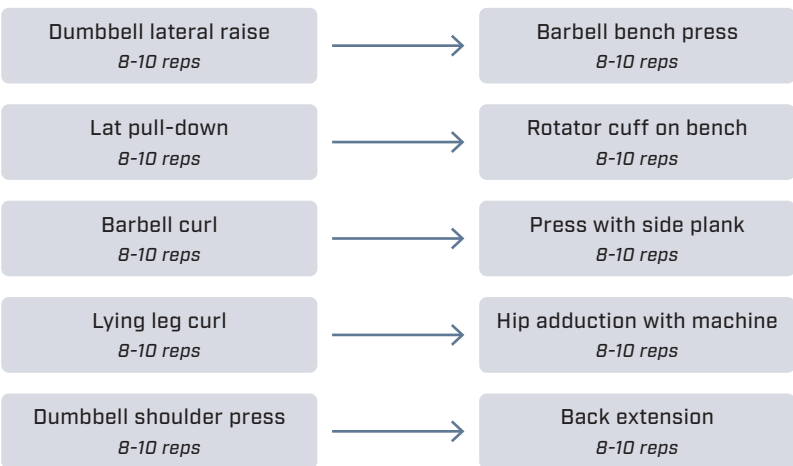 Dumbbell lateral raise
8-10 reps
Barbell bench press
8-10 reps
Lat pull-down
8-10 reps
Rotator cuff on bench
8-10 reps
Barbell curl
8-10 reps
Press with side plank
8-10 reps
Lying leg curl
8-10 reps
Hip adduction with machine
8-10 reps
Dumbbell shoulder press
8-10 reps
Back extension
8-10 reps